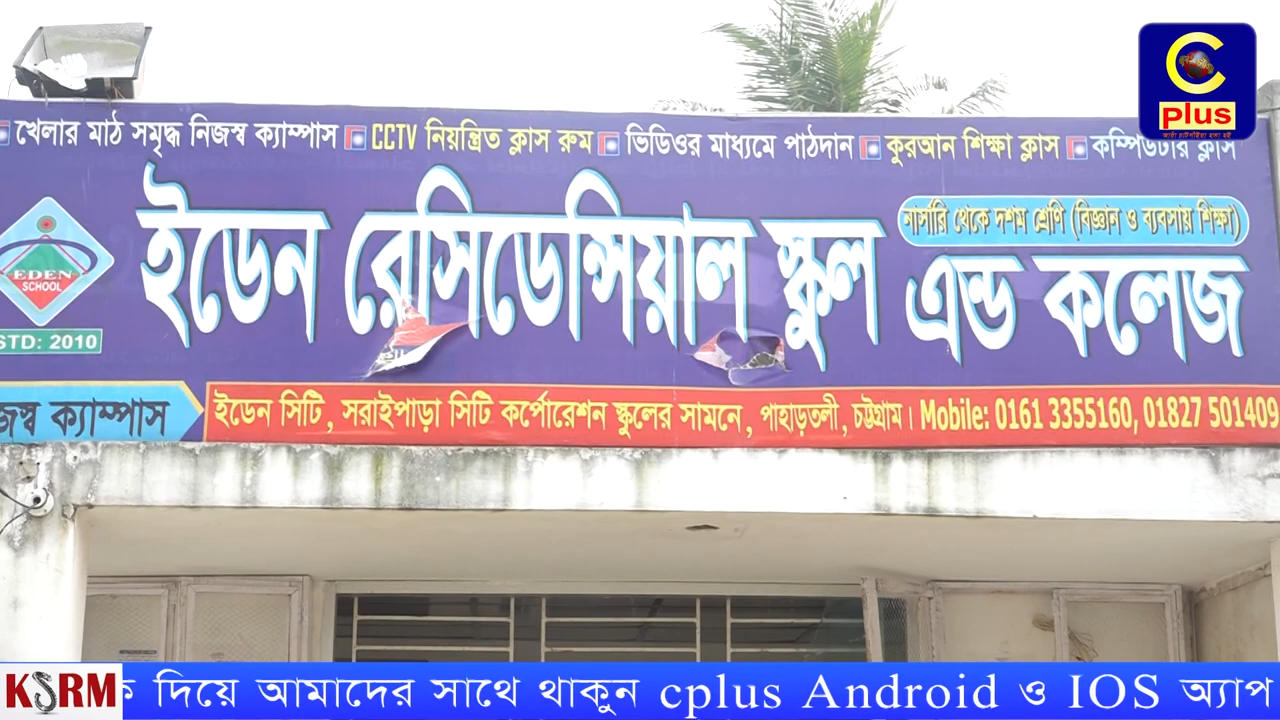 খেলার মাঠ সমৃদ্ধ নিজস্ব ক্যাম্পাস CCTV নিয়ন্ত্রিত ক্লাস রুম ভিডিওর মাধ্যমে পাঠদান কুরআন শিক্ষা ক্লাস কম্পিউটার ক্লাস
C
plus
নার্সারি থেকে দশম শ্রেণি (বিজ্ঞান ও ব্যবসায় শিক্ষা)
ইডেন রেসিডেন্সিয়াল স্কুল এন্ড কলেজ
EDEN
SCHOOL
STD: 2010
ক্যাম্পাস
ইডেন সিটি, সরাইপাড়া সিটি কর্পোরেশন স্কুলের সামনে, পাহাড়তলী, চট্টগ্রাম। Mobile: 0161 3355160, 01827 501409
KSRM
দিয়ে আমাদের সাথে থাকুন cplus Android ও IOS অ্যাপ